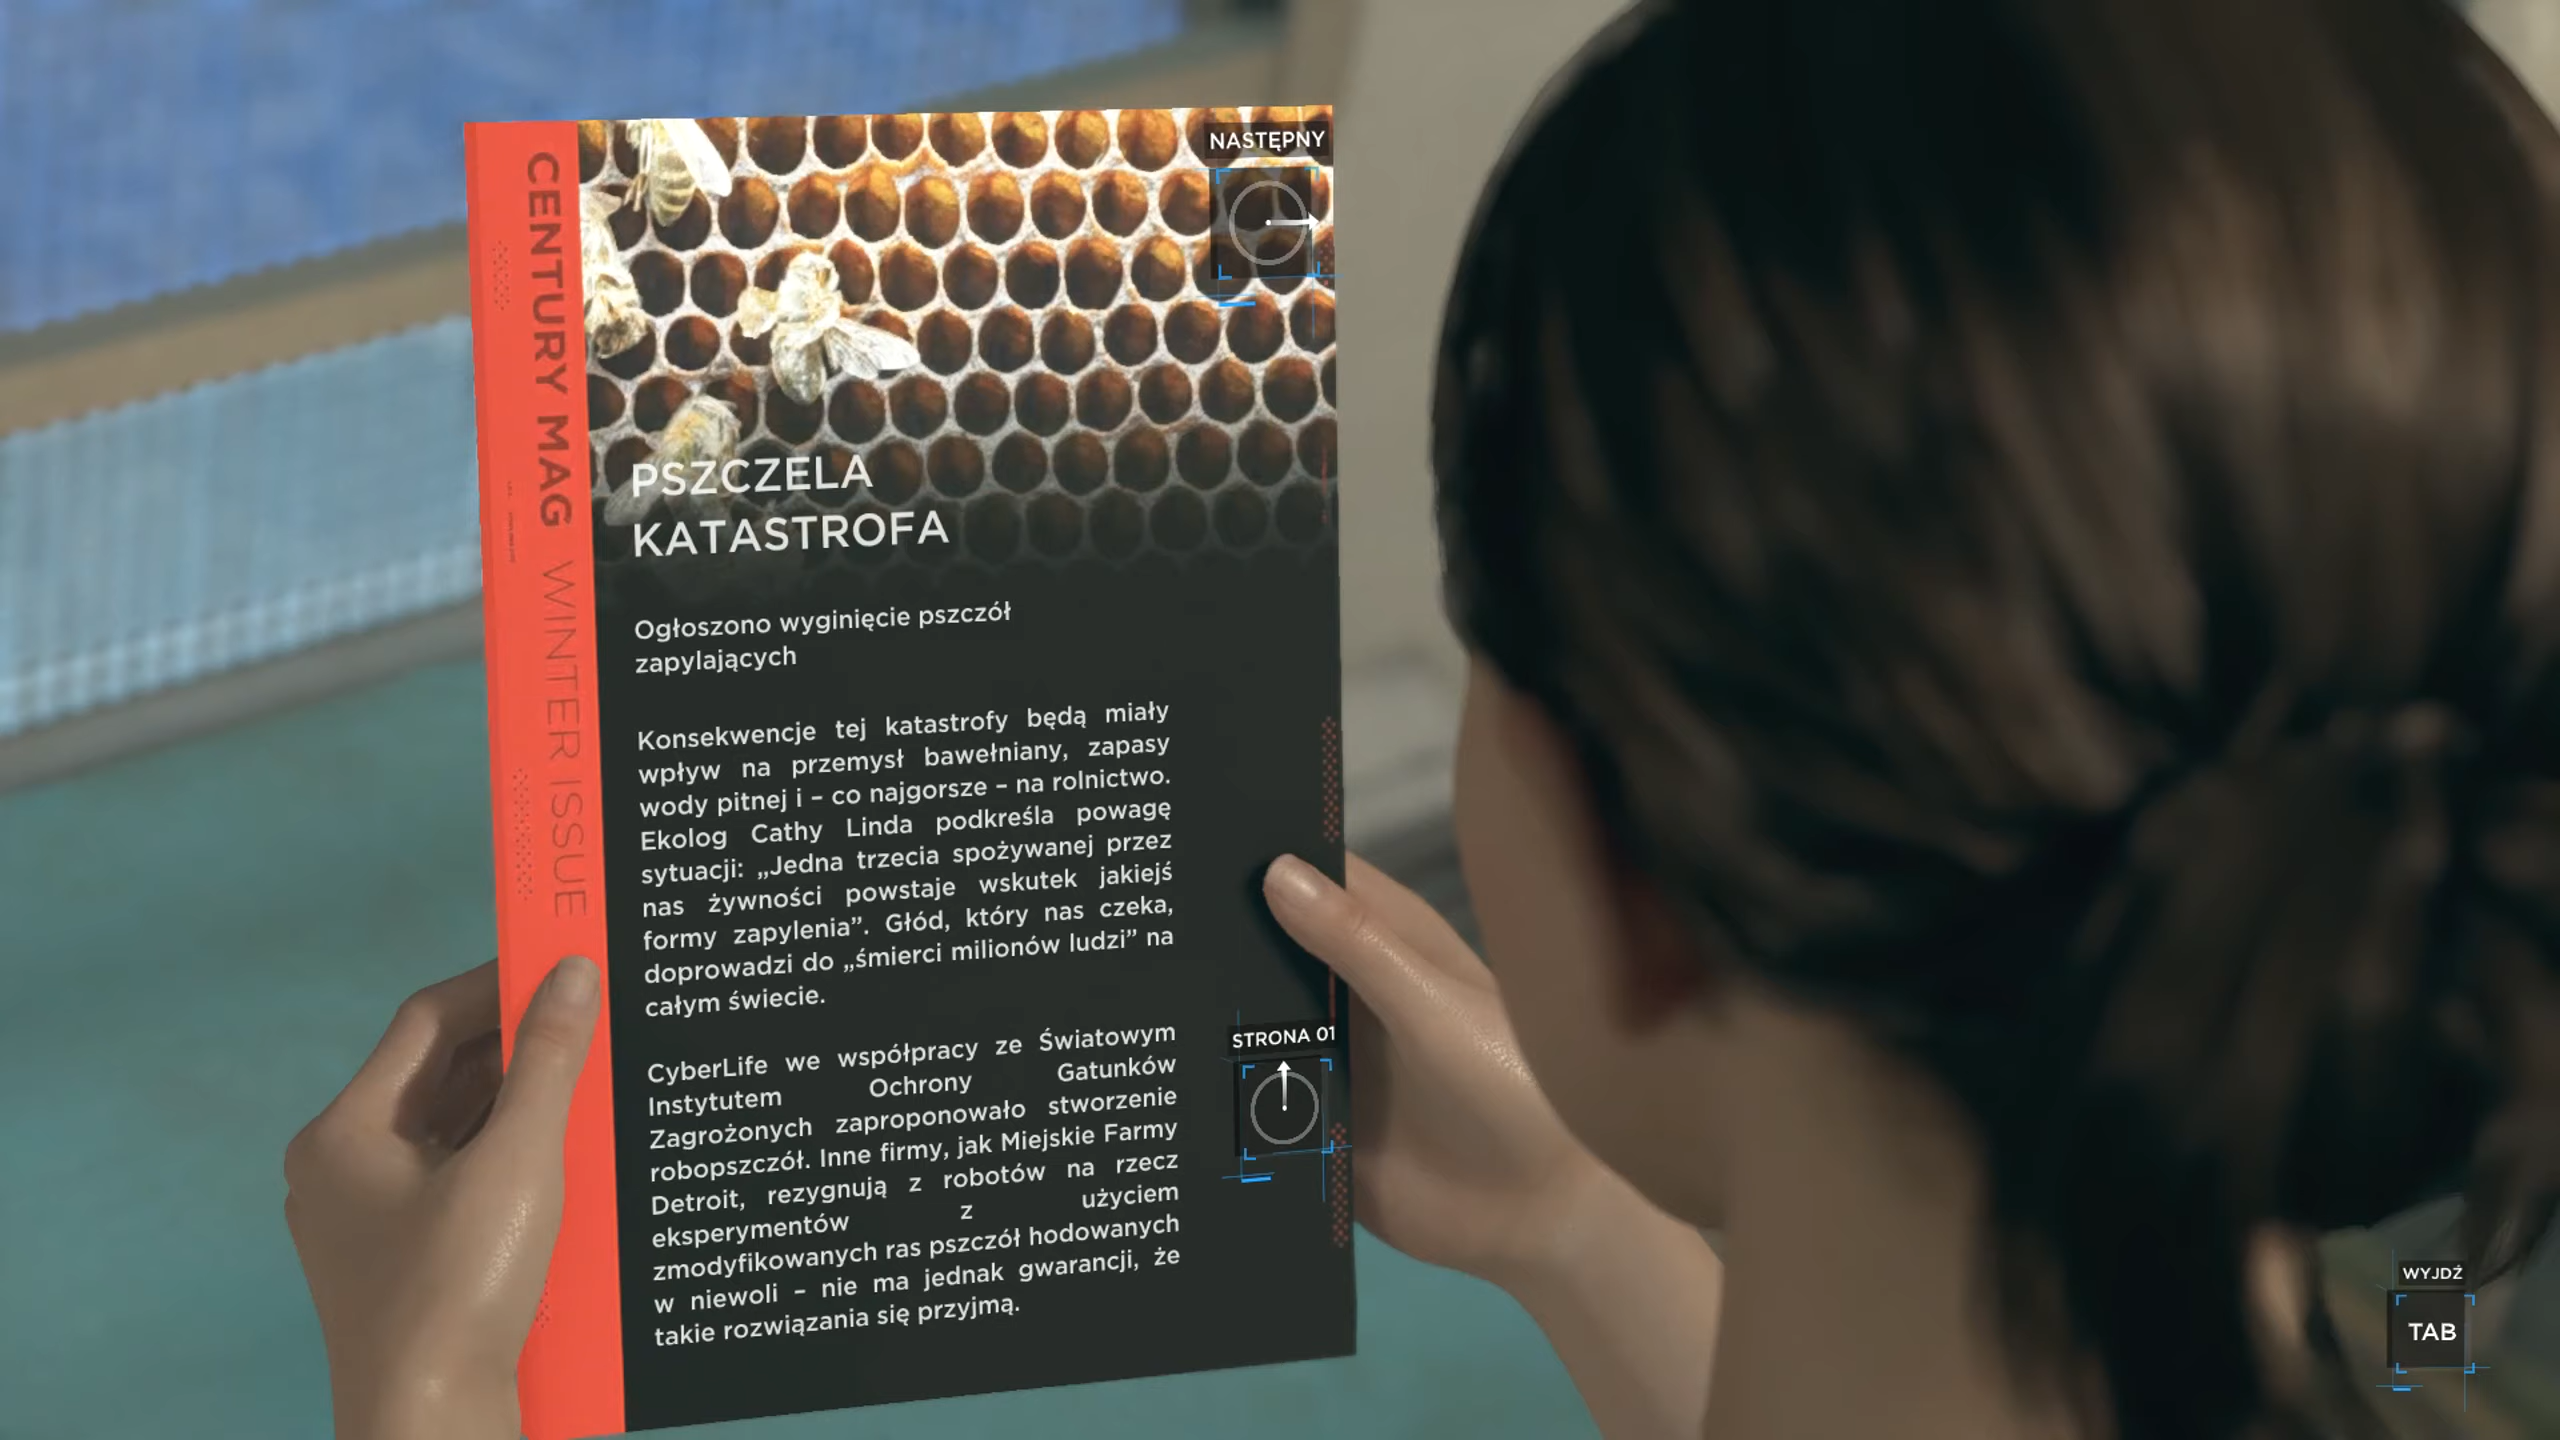 CENTURY MAG WINTER ISSUE
NASTĘPNY
PSZCZELA
KATASTROFA
Ogłoszono wyginięcie pszczół
zapylających
Konsekwencje tej katastrofy będą miały
wpływ na przemysł bawełniany, zapasy
wody pitnej i – co najgorsze – na rolnictwo.
Ekolog Cathy Linda podkreśla powagę
sytuacji: „Jedna trzecia spożywanej przez
nas żywności powstaje wskutek jakiejś
formy zapylenia”. Głód, który nas czeka,
doprowadzi do „śmierci milionów ludzi” na
całym świecie.
CyberLife we współpracy ze Światowym
Instytutem Ochrony Gatunków
Zagrożonych zaproponowało stworzenie
robopszczół. Inne firmy, jak Miejskie Farmy
Detroit, rezygnują z robotów na rzecz
eksperymentów z użyciem
zmodyfikowanych ras pszczół hodowanych
w niewoli – nie ma jednak gwarancji, że
takie rozwiązania się przyjmą.
STRONA 01
WYJDŹ
TAB